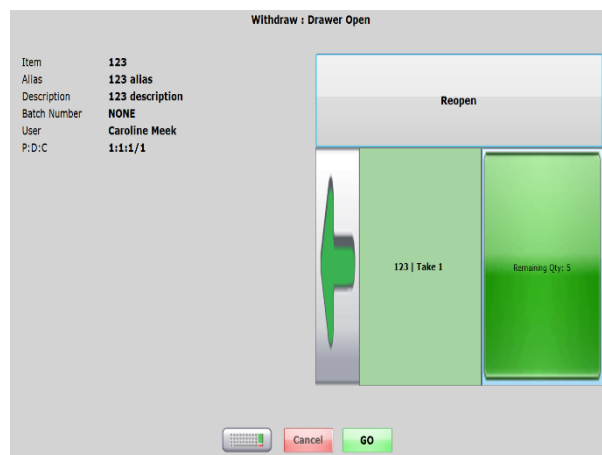 Withdraw : Drawer Open
Item 123
Alias 123 alias
Description 123 description
Batch Number NONE
User Caroline Meek
P:D:C 1:1:1/1
Reopen
123 | Take 1
Remaining Qty: 5
Cancel
GO